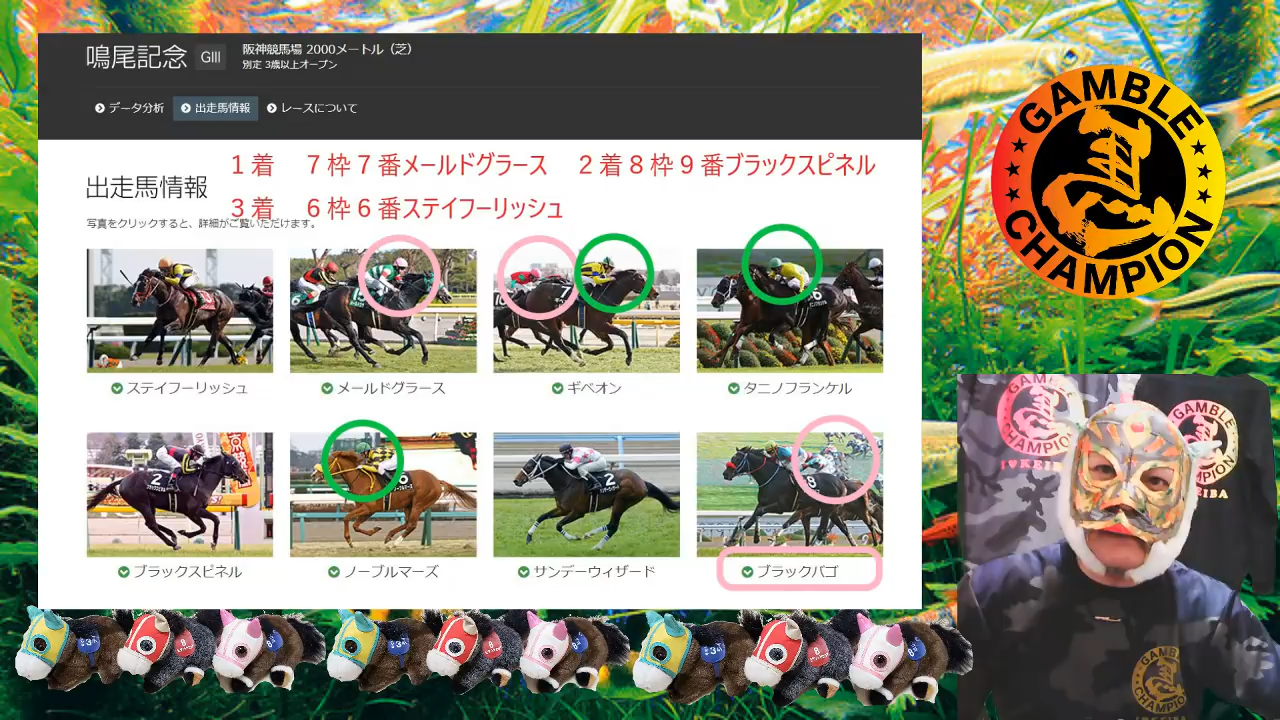 鳴尾記念 GIII
阪神競馬場 2000メートル（芝）
別定 3歳以上オープン
データ分析 出走馬情報 レースについて
１着 ７枠７番メールドグラース ２着８枠９番ブラックスピネル
出走馬情報
３着 ６枠６番ステイフーリッシュ
写真をクリックすると、詳細がご覧いただけます。
ステイフーリッシュ メールドグラース ギベオン タニノフランケル
ブラックスピネル ノーブルマーズ サンデーウィザード ブラックバゴ
GAMBLE
CHAMPION
GAMBLE
CHAMPION